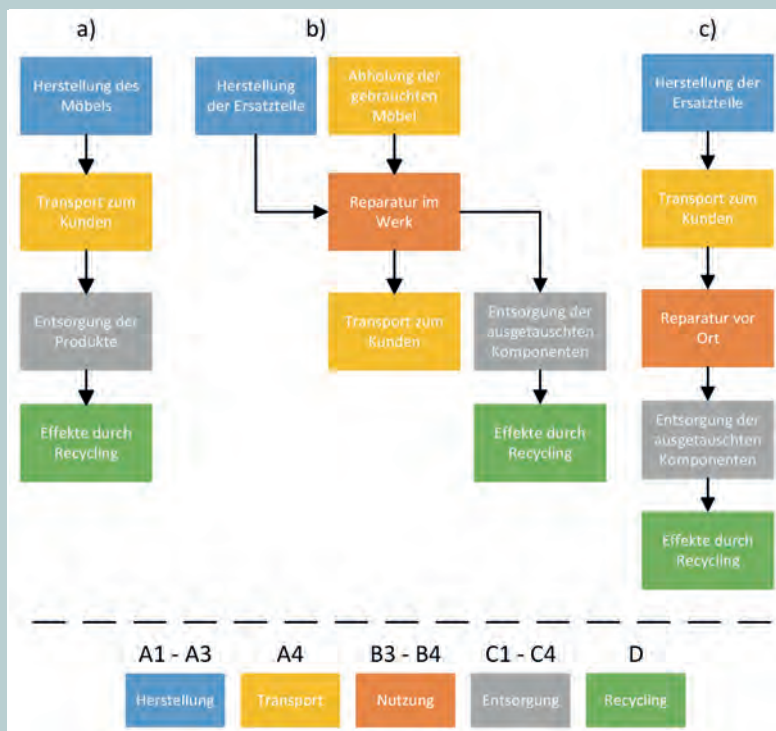 a)
Herstellung des
Möbels
Transport zum
Kunden
Entsorgung der
Produkte
Effekte durch
Recycling
b)
Herstellung
der Ersatzteile
Abholung der
gebrauchten
Möbel
Reparatur im
Werk
Transport zum
Kunden
Entsorgung der
ausgetauschten
Komponenten
Effekte durch
Recycling
c)
Herstellung der
Ersatzteile
Transport zum
Kunden
Reparatur vor
Ort
Entsorgung der
ausgetauschten
Komponenten
Effekte durch
Recycling
A1 - A3 A4 B3 - B4 C1 - C4 D
Herstellung Transport Nutzung Entsorgung Recycling